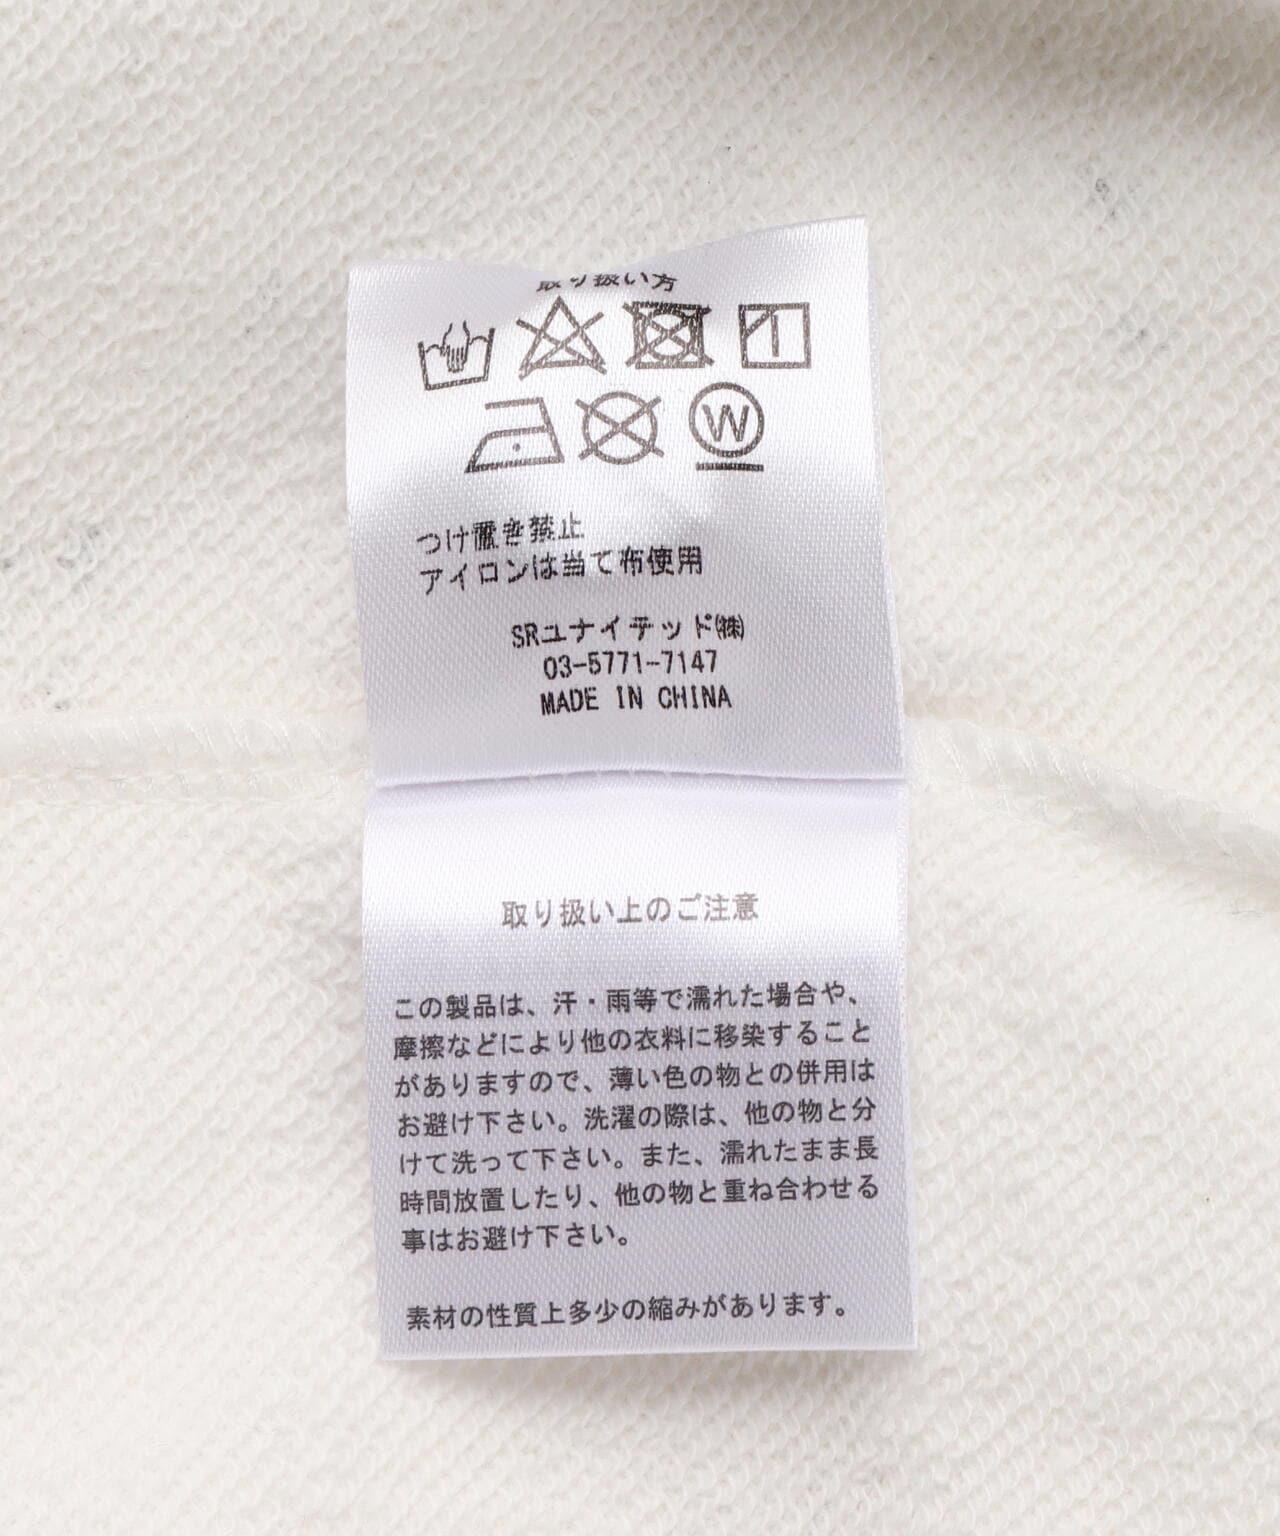 取り扱い方
W
つけ置き禁止
アイロンは当て布使用
SRユナイテッド㈱
03-5771-7147
MADE IN CHINA
取り扱い上のご注意
この製品は、汗・雨等で濡れた場合や、
摩擦などにより他の衣料に移染すること
がありますので、薄い色の物との併用は
お避け下さい。洗濯の際は、他の物と分
けて洗って下さい。また、濡れたまま長
時間放置したり、他の物と重ね合わせる
事はお避け下さい。
素材の性質上多少の縮みがあります。